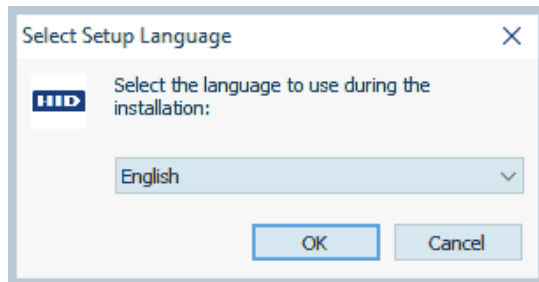 Select Setup Language
HID
Select the language to use during the
installation:
English
OK
Cancel